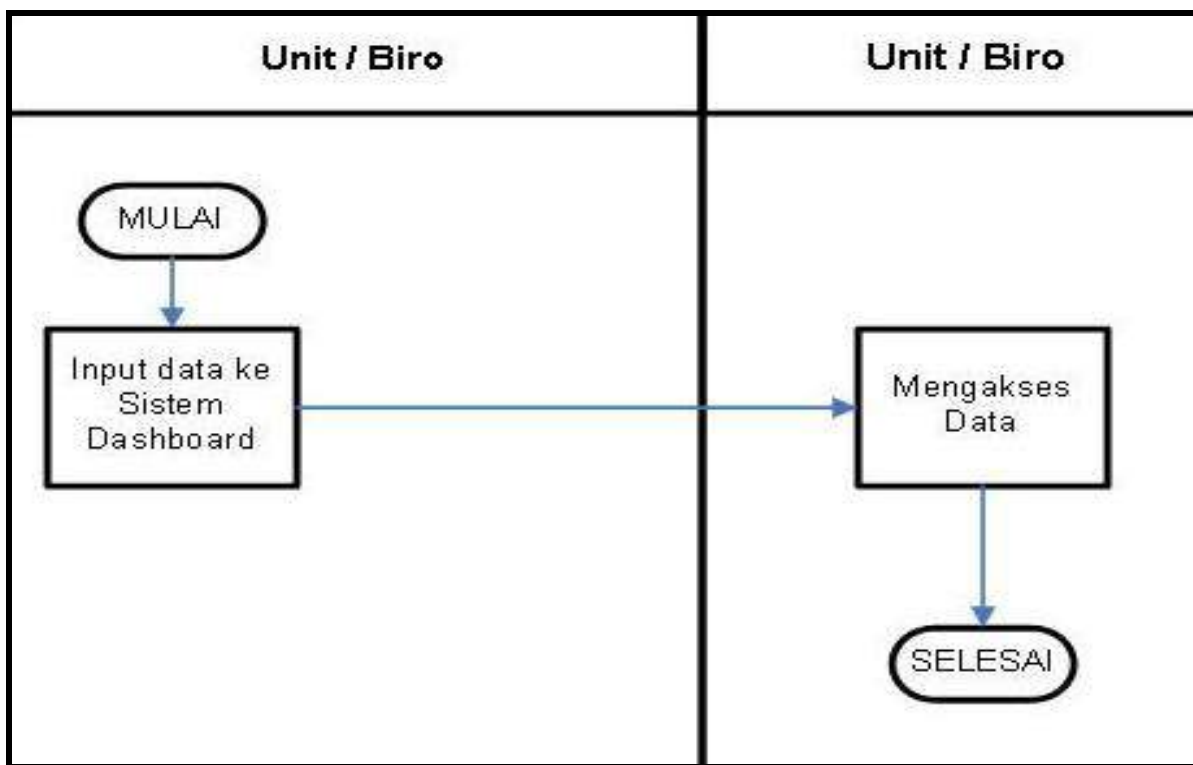 Unit / Biro
Unit / Biro
MULAI
Input data ke
Sistem
Dashboard
Mengakses
Data
SELESAI